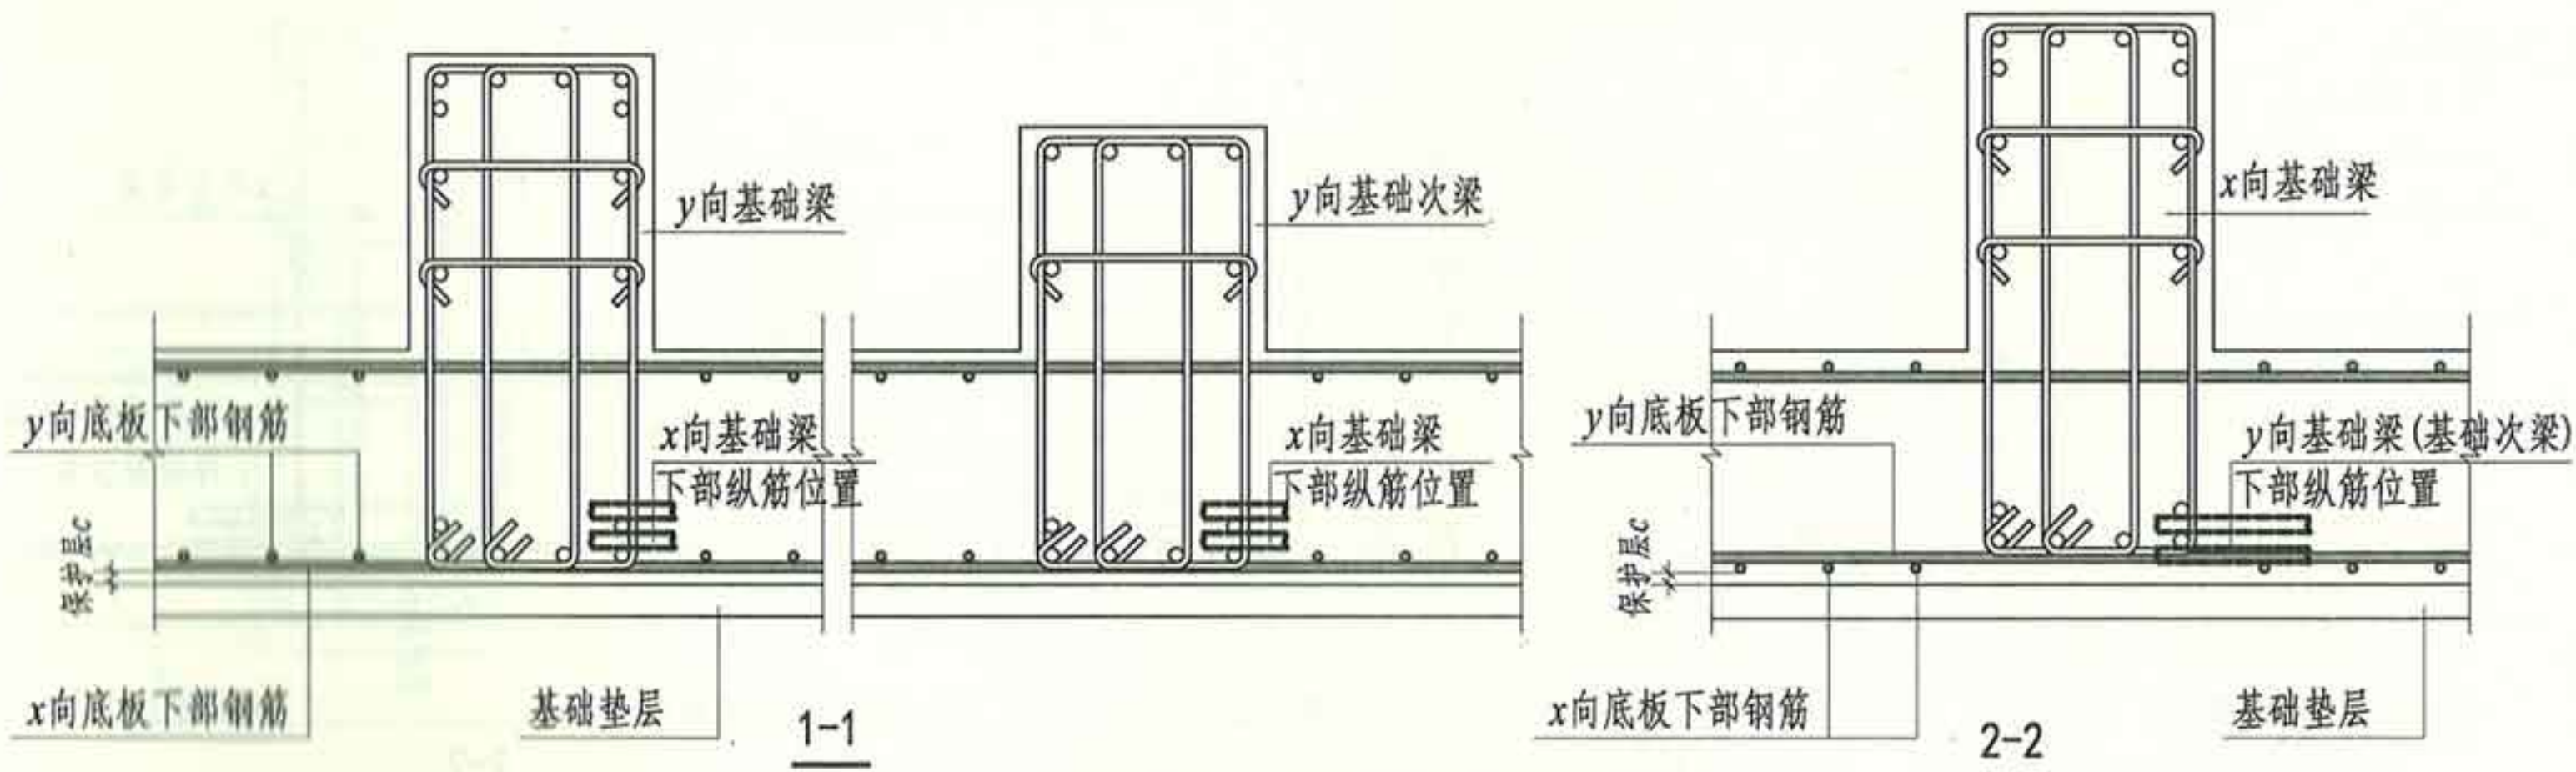 y向基础梁
y向基础次梁
x向基础梁
y向底板下部钢筋
x向基础梁
下部纵筋位置
x向基础梁
下部纵筋位置
y向底板下部钢筋
y向基础梁(基础次梁)
下部纵筋位置
保护层c
保护层c
x向底板下部钢筋
基础垫层
1-1
x向底板下部钢筋
2-2
基础垫层